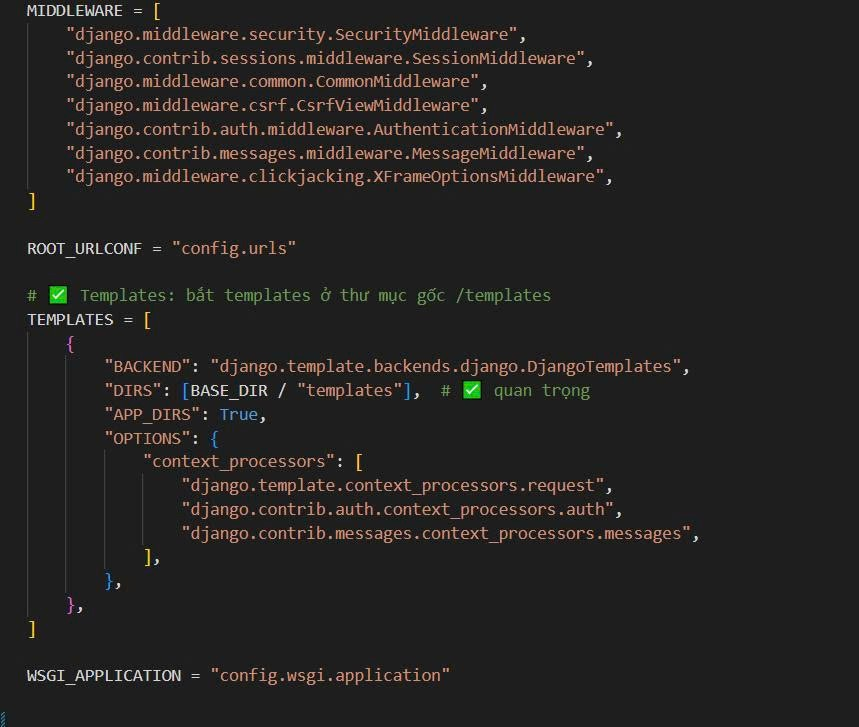 MIDDLEWARE = [
    "django.middleware.security.SecurityMiddleware",
    "django.contrib.sessions.middleware.SessionMiddleware",
    "django.middleware.common.CommonMiddleware",
    "django.middleware.csrf.CsrfViewMiddleware",
    "django.contrib.auth.middleware.AuthenticationMiddleware",
    "django.contrib.messages.middleware.MessageMiddleware",
    "django.middleware.clickjacking.XFrameOptionsMiddleware",
]
ROOT_URLCONF = "config.urls"
# ✅ Templates: bắt templates ở thư mục gốc /templates
TEMPLATES = [
    {
        "BACKEND": "django.template.backends.django.DjangoTemplates",
        "DIRS": [BASE_DIR / "templates"],  # ✅ quan trọng
        "APP_DIRS": True,
        "OPTIONS": {
            "context_processors": [
                "django.template.context_processors.request",
                "django.contrib.auth.context_processors.auth",
                "django.contrib.messages.context_processors.messages",
            ],
        },
    },
]
WSGI_APPLICATION = "config.wsgi.application"